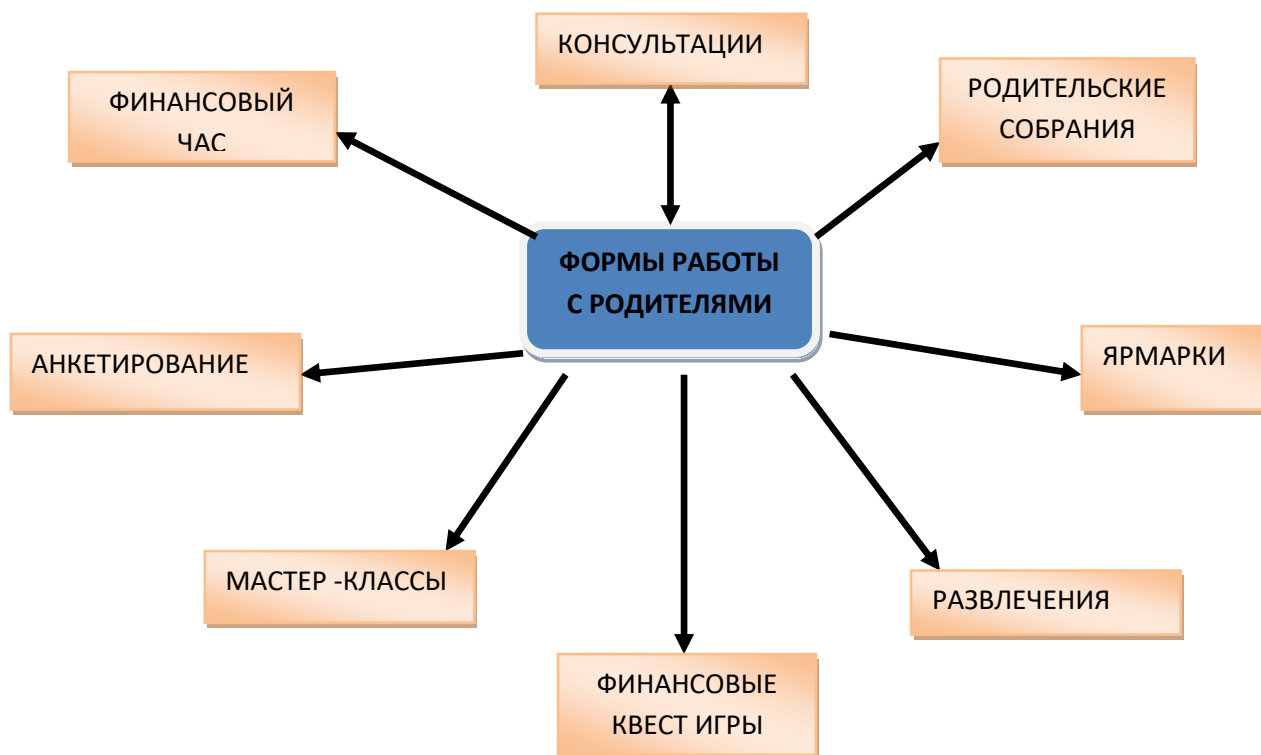 КОНСУЛЬТАЦИИ
ФИНАНСОВЫЙ
ЧАС
РОДИТЕЛЬСКИЕ
СОБРАНИЯ
ФОРМЫ РАБОТЫ
С РОДИТЕЛЯМИ
АНКЕТИРОВАНИЕ
ЯРМАРКИ
МАСТЕР -КЛАССЫ
РАЗВЛЕЧЕНИЯ
ФИНАНСОВЫЕ
КВЕСТ ИГРЫ